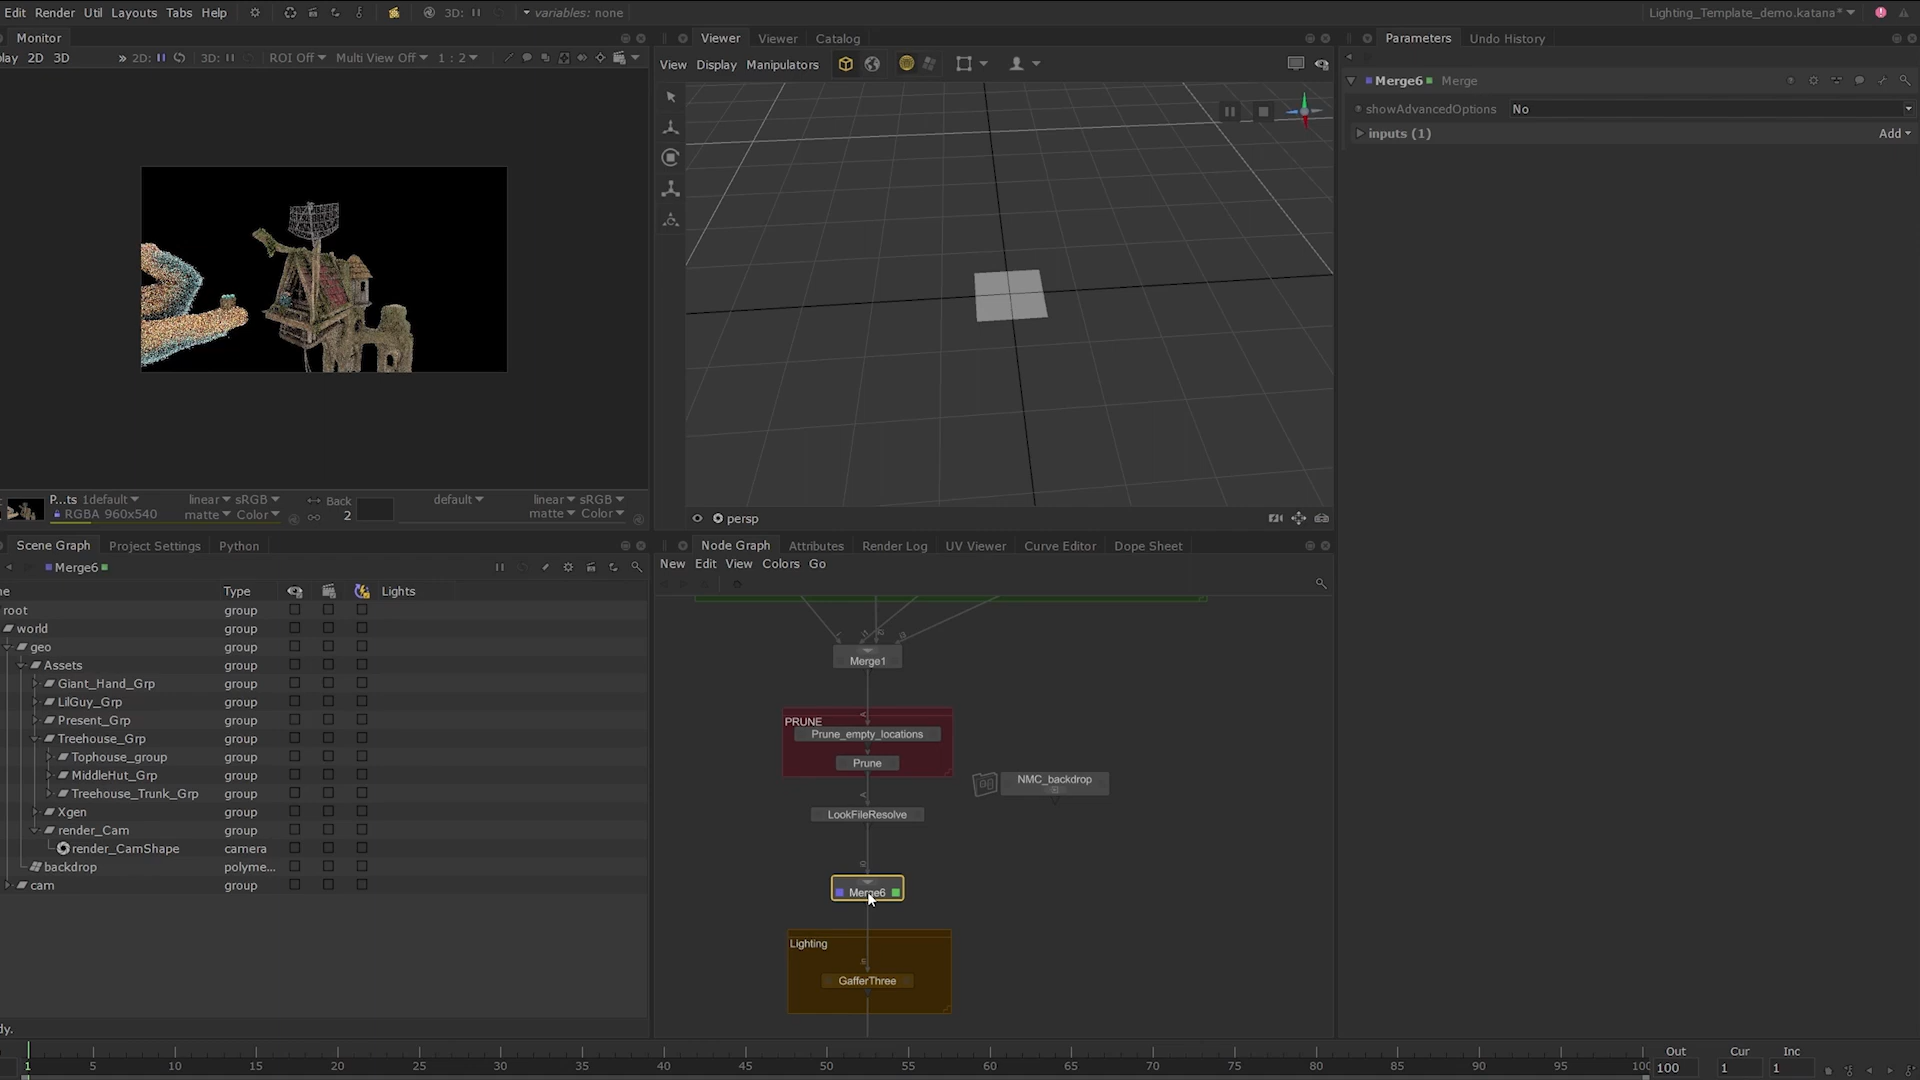 Edit Render Util Layouts Tabs Help 3D: variables: none Lighting_Template_demo.katana*
Monitor
lay 2D 3D 2D: 3D: ROI Off Multi View Off 1 : 2
P...ts 1default linear sRGB Back default linear sRGB
RGBA 960x540 matte Color 2 matte Color
Viewer Viewer Catalog
View Display Manipulators
persp
Parameters Undo History
Merge6 Merge
showAdvancedOptions No
inputs (1) Add
Scene Graph Project Settings Python
Merge6
ne Type Lights
root group
world group
geo group
Assets group
Giant_Hand_Grp group
LilGuy_Grp group
Present_Grp group
Treehouse_Grp group
Tophouse_group group
MiddleHut_Grp group
Treehouse_Trunk_Grp group
Xgen group
render_Cam group
render_CamShape camera
backdrop polyme...
cam group
dy.
Node Graph Attributes Render Log UV Viewer Curve Editor Dope Sheet
New Edit View Colors Go
Merge1
PRUNE
Prune_empty_locations
Prune
NMC_backdrop
LookFileResolve
Merge6
Lighting
GafferThree
1 5 10 15 20 25 30 35 40 45 50 55 60 65 70 75 80 85 90 95 100
Out Cur Inc
100 1 1